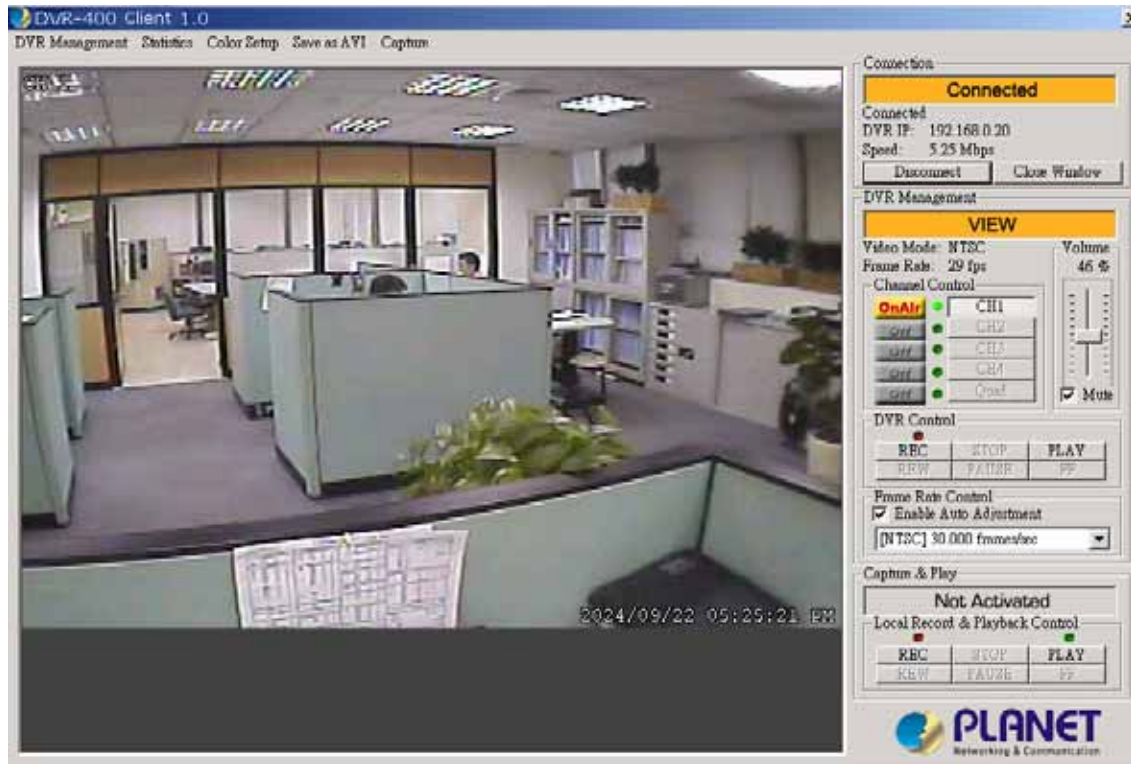 DVR-400 Client 1.0
DVR Management Statistics Color Setup Save as AVI Capture
2024/09/22 05:25:21 PM
Connection
Connected
Connected
DVR IP: 192.168.0.20
Speed: 5.25 Mbps
Disconnect Close Window
DVR Management
VIEW
Video Mode: NTSC
Frame Rate: 29 fps
Volume
46 %
Channel Control
OnAir CH1
Off CH2
Off CH3
Off CH4
Off Quad
Mute
DVR Control
REC STOP PLAY
REW PAUSE FF
Frame Rate Control
Enable Auto Adjustment
[NTSC] 30.000 frames/sec
Capture & Play
Not Activated
Local Record & Playback Control
REC STOP PLAY
REW PAUSE FF
PLANET
Networking & Communication